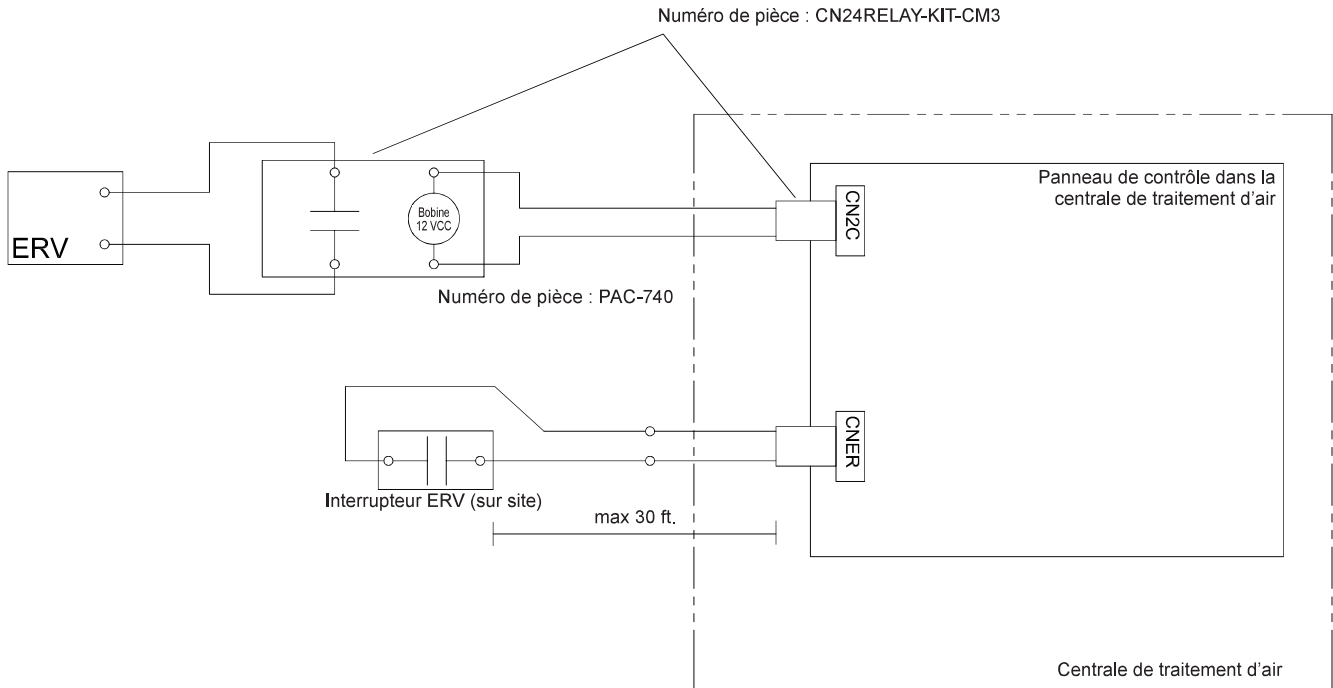 Numéro de pièce : CN24RELAY-KIT-CM3
Panneau de contrôle dans la
centrale de traitement d'air
CN2C
Bobine
12 VCC
ERV
Numéro de pièce : PAC-740
CNER
Interrupteur ERV (sur site)
max 30 ft.
Centrale de traitement d'air